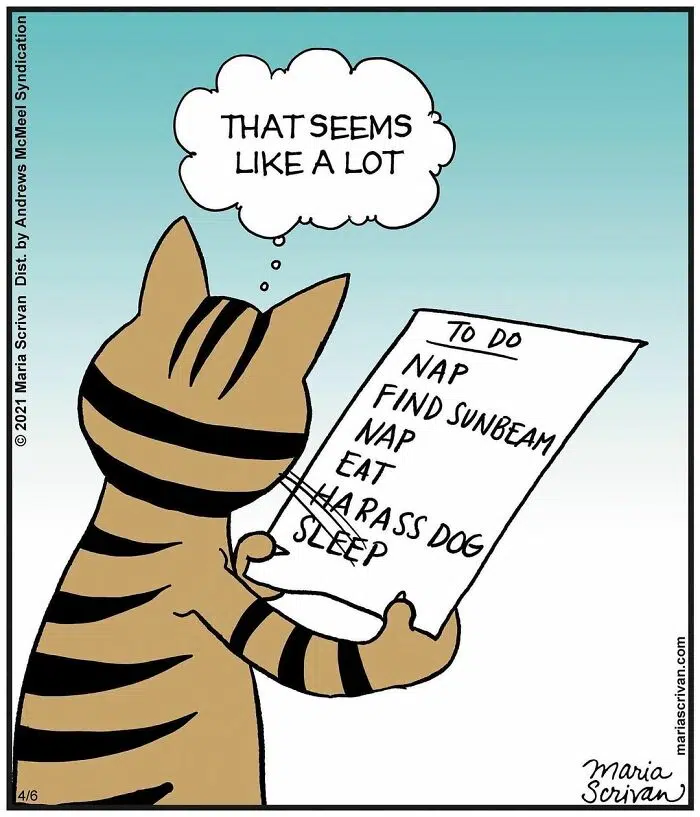 THAT SEEMS
LIKE A LOT
TO DO
NAP
FIND SUNBEAM
NAP
EAT
HARASS DOG
SLEEP
© 2021 Maria Scrivan Dist. by Andrews McMeel Syndication
4/6
mariascrivan.com
Maria
Scrivan